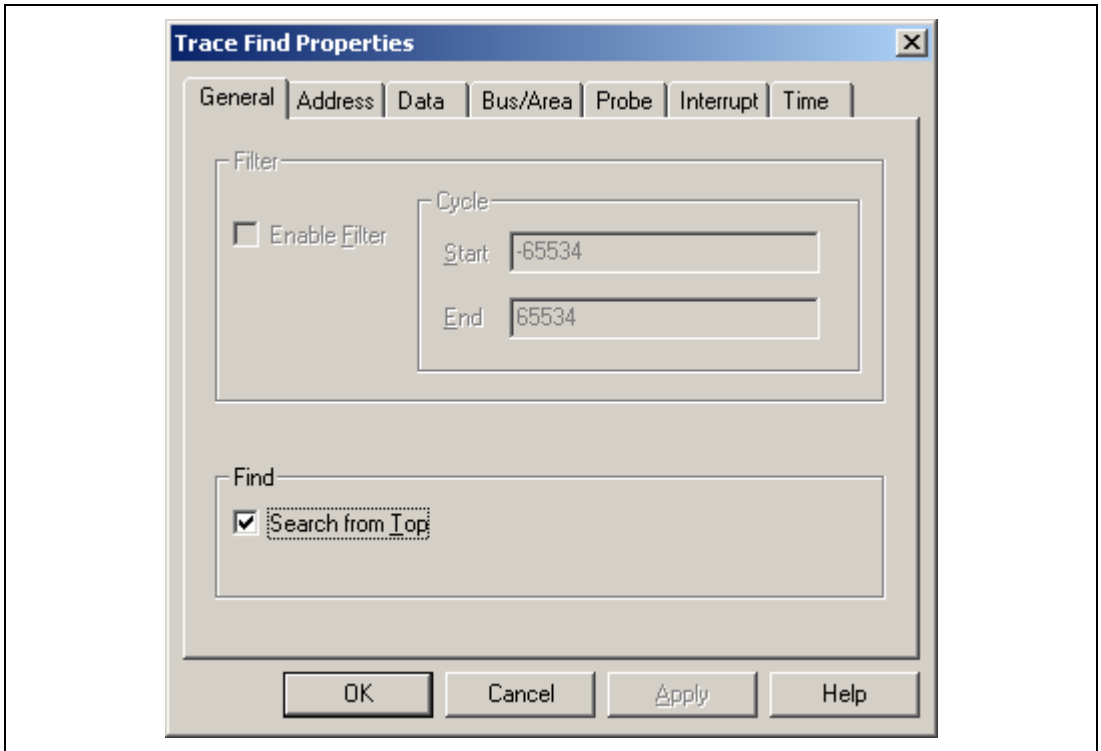 Trace Find Properties
General Address Data Bus/Area Probe Interrupt Time
Filter
Enable Filter
Cycle
Start -65534
End 65534
Find
Search from Top
OK Cancel Apply Help